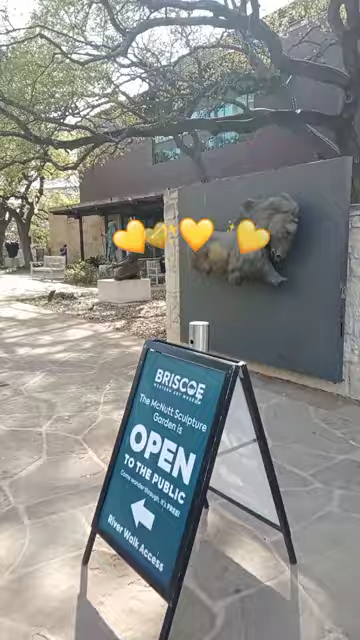 BRISCOE
WESTERN ART MUSEUM
The McNutt Sculpture
Garden is
OPEN
TO THE PUBLIC
Come wander through, it's FREE!
River Walk Access